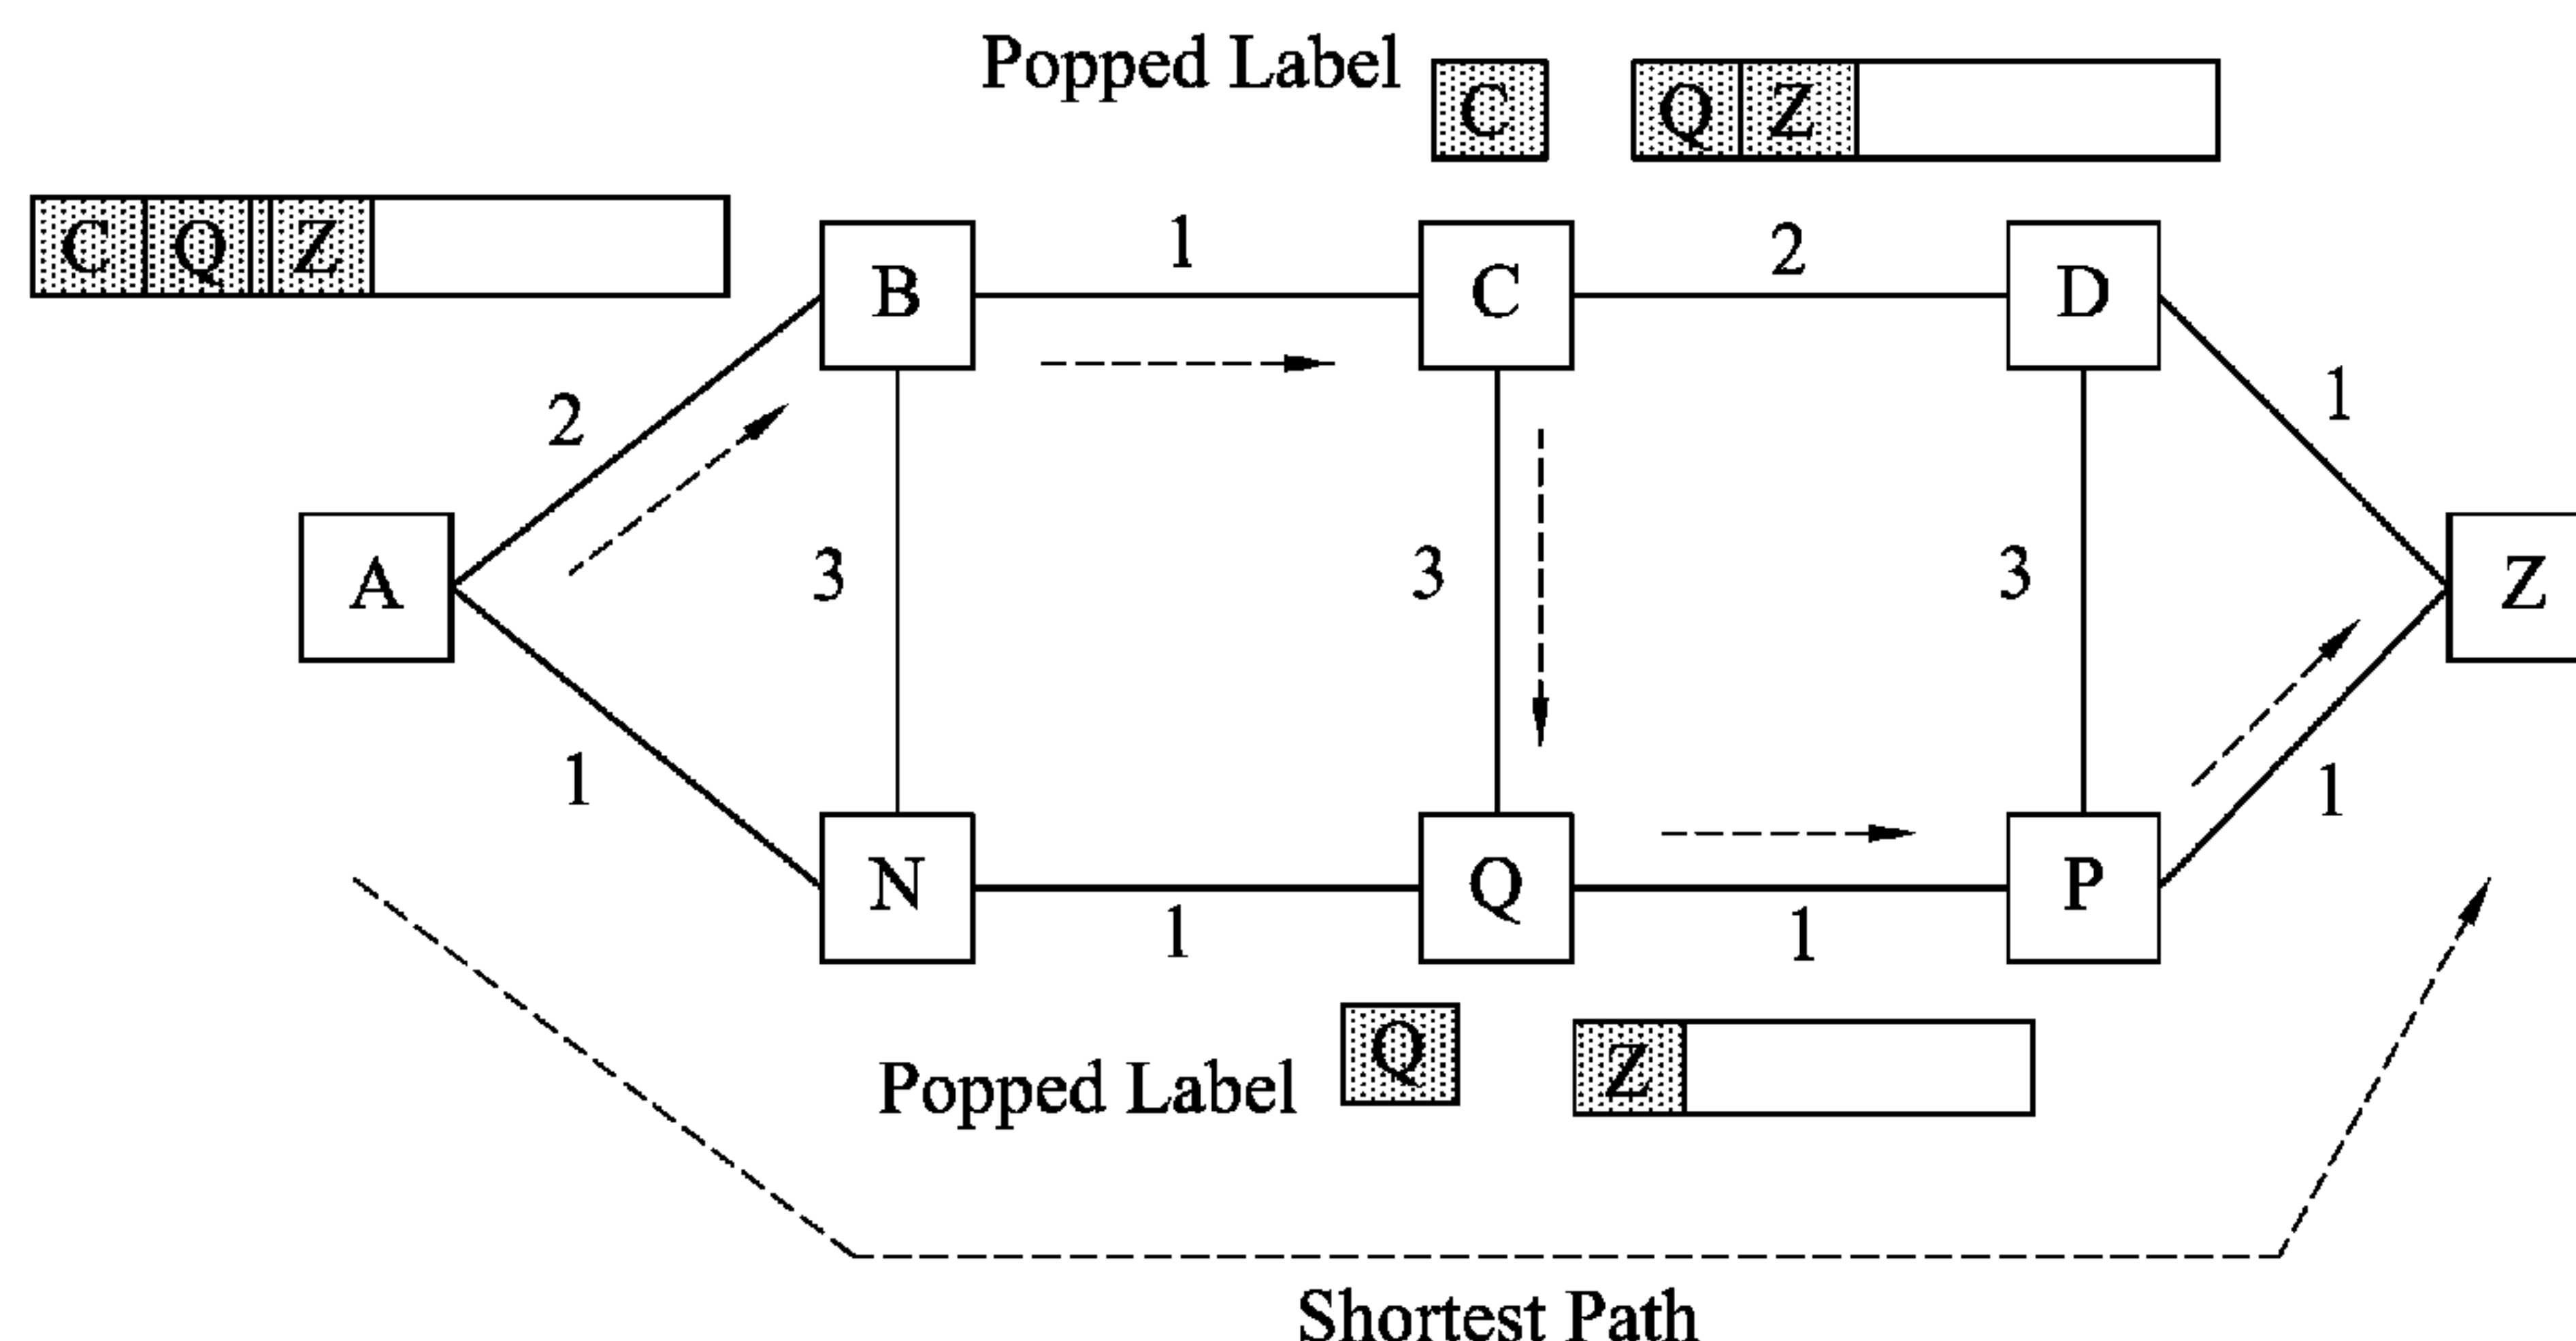 Popped Label C Q Z
C Q Z
B 1 C 2 D
2 1
A 3 3 3 Z
1 1
N 1 Q 1 P
Popped Label Q Z
Shortest Path